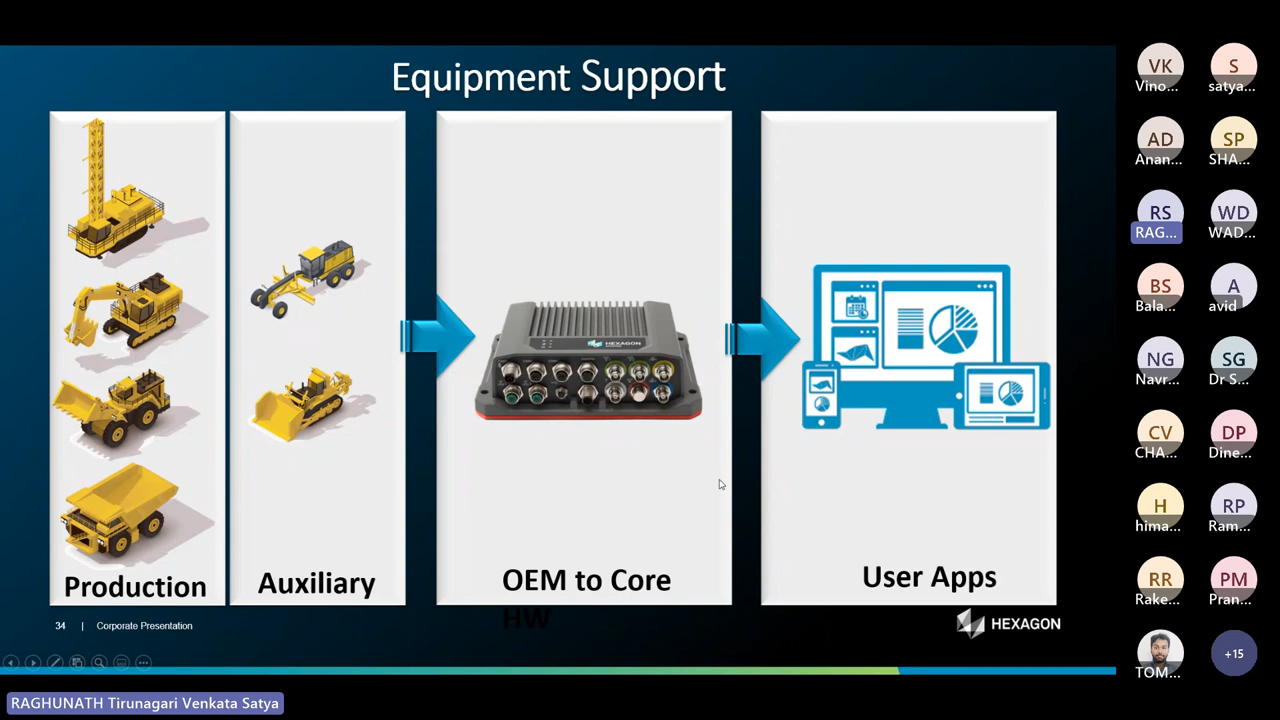 Equipment Support
Production
Auxiliary
HEXAGON
OEM to Core
HW
User Apps
34 | Corporate Presentation
HEXAGON
RAGHUNATH Tirunagari Venkata Satya
VK
Vino...
S
satya...
AD
Anan...
SP
SHA...
RS
RAG...
WD
WAD...
BS
Bala...
A
avid
NG
Navr...
SG
Dr S...
CV
CHA...
DP
Dine...
H
hima...
RP
Ram...
RR
Rake...
PM
Pran...
TOM...
+15